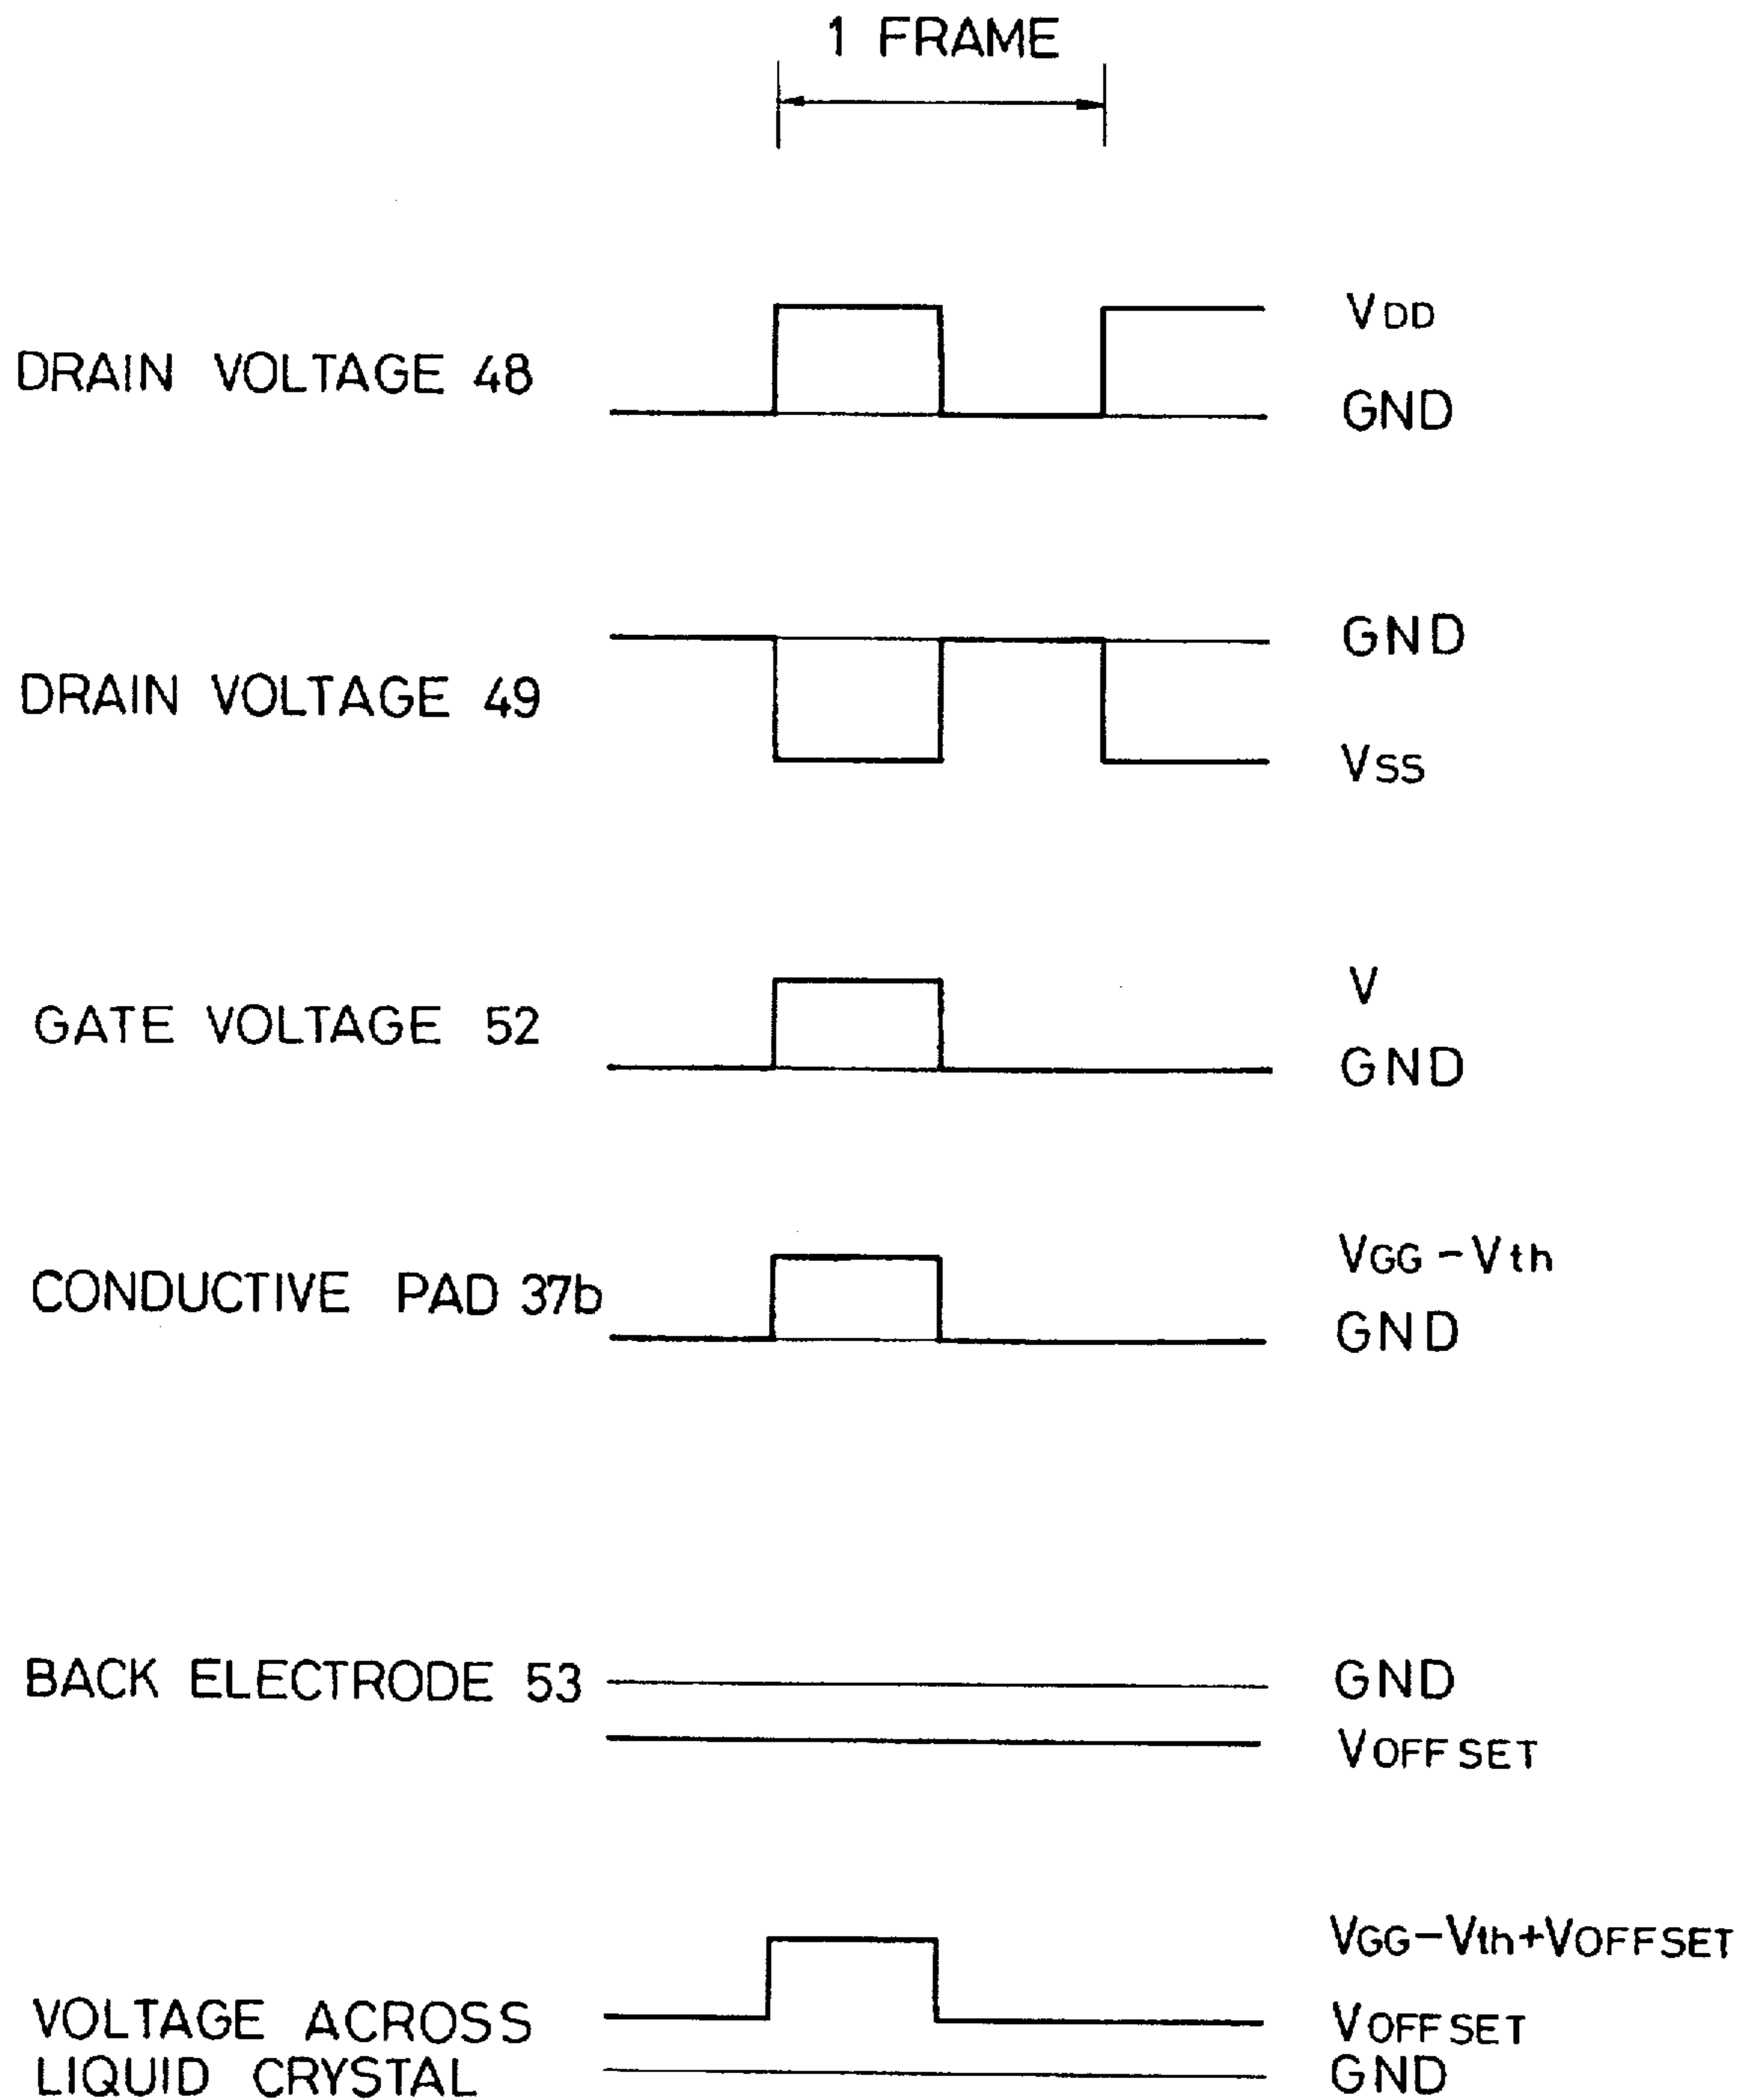 1 FRAME
DRAIN VOLTAGE 48
VDD
GND
DRAIN VOLTAGE 49
GND
VSS
GATE VOLTAGE 52
V
GND
CONDUCTIVE PAD 37b
VGG-Vth
GND
BACK ELECTRODE 53
GND
VOFFSET
VOLTAGE ACROSS
LIQUID CRYSTAL
VGG-Vth+VOFFSET
VOFFSET
GND